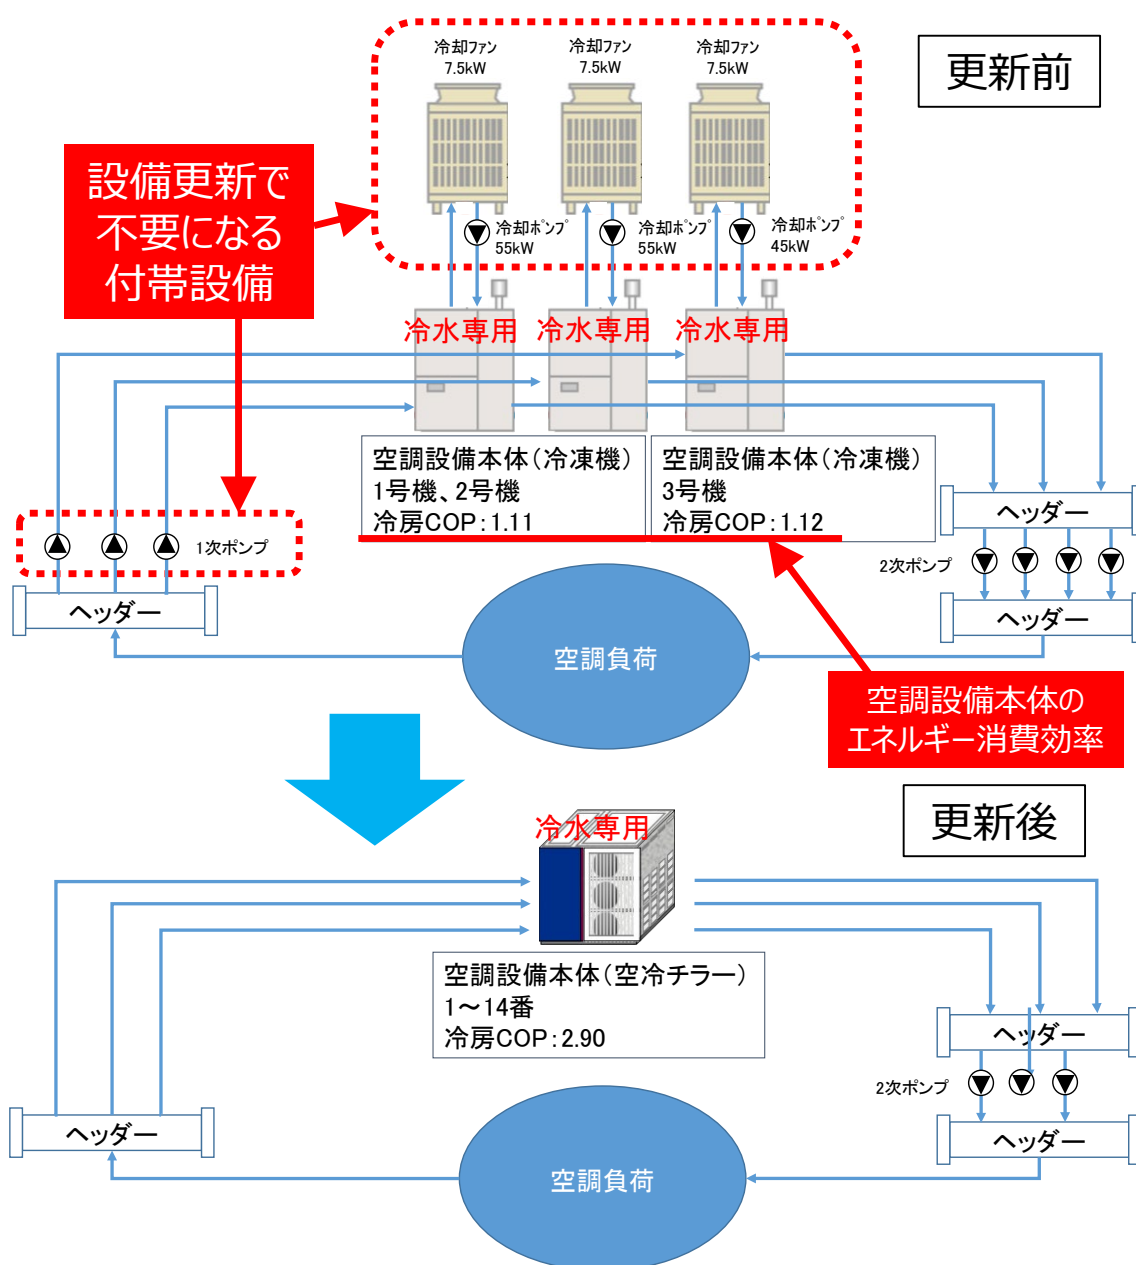 冷却ファン
7.5kW
冷却ファン
7.5kW
冷却ファン
7.5kW
更新前
設備更新で
不要になる
付帯設備
冷却ポンプ
55kW
冷却ポンプ
55kW
冷却ポンプ
45kW
冷水専用
冷水専用
冷水専用
空調設備本体(冷凍機)
1号機、2号機
冷房COP:1.11
空調設備本体(冷凍機)
3号機
冷房COP:1.12
1次ポンプ
ヘッダー
ヘッダー
2次ポンプ
ヘッダー
空調負荷
空調設備本体の
エネルギー消費効率
更新後
冷水専用
空調設備本体(空冷チラー)
1~14番
冷房COP:2.90
ヘッダー
2次ポンプ
ヘッダー
ヘッダー
空調負荷